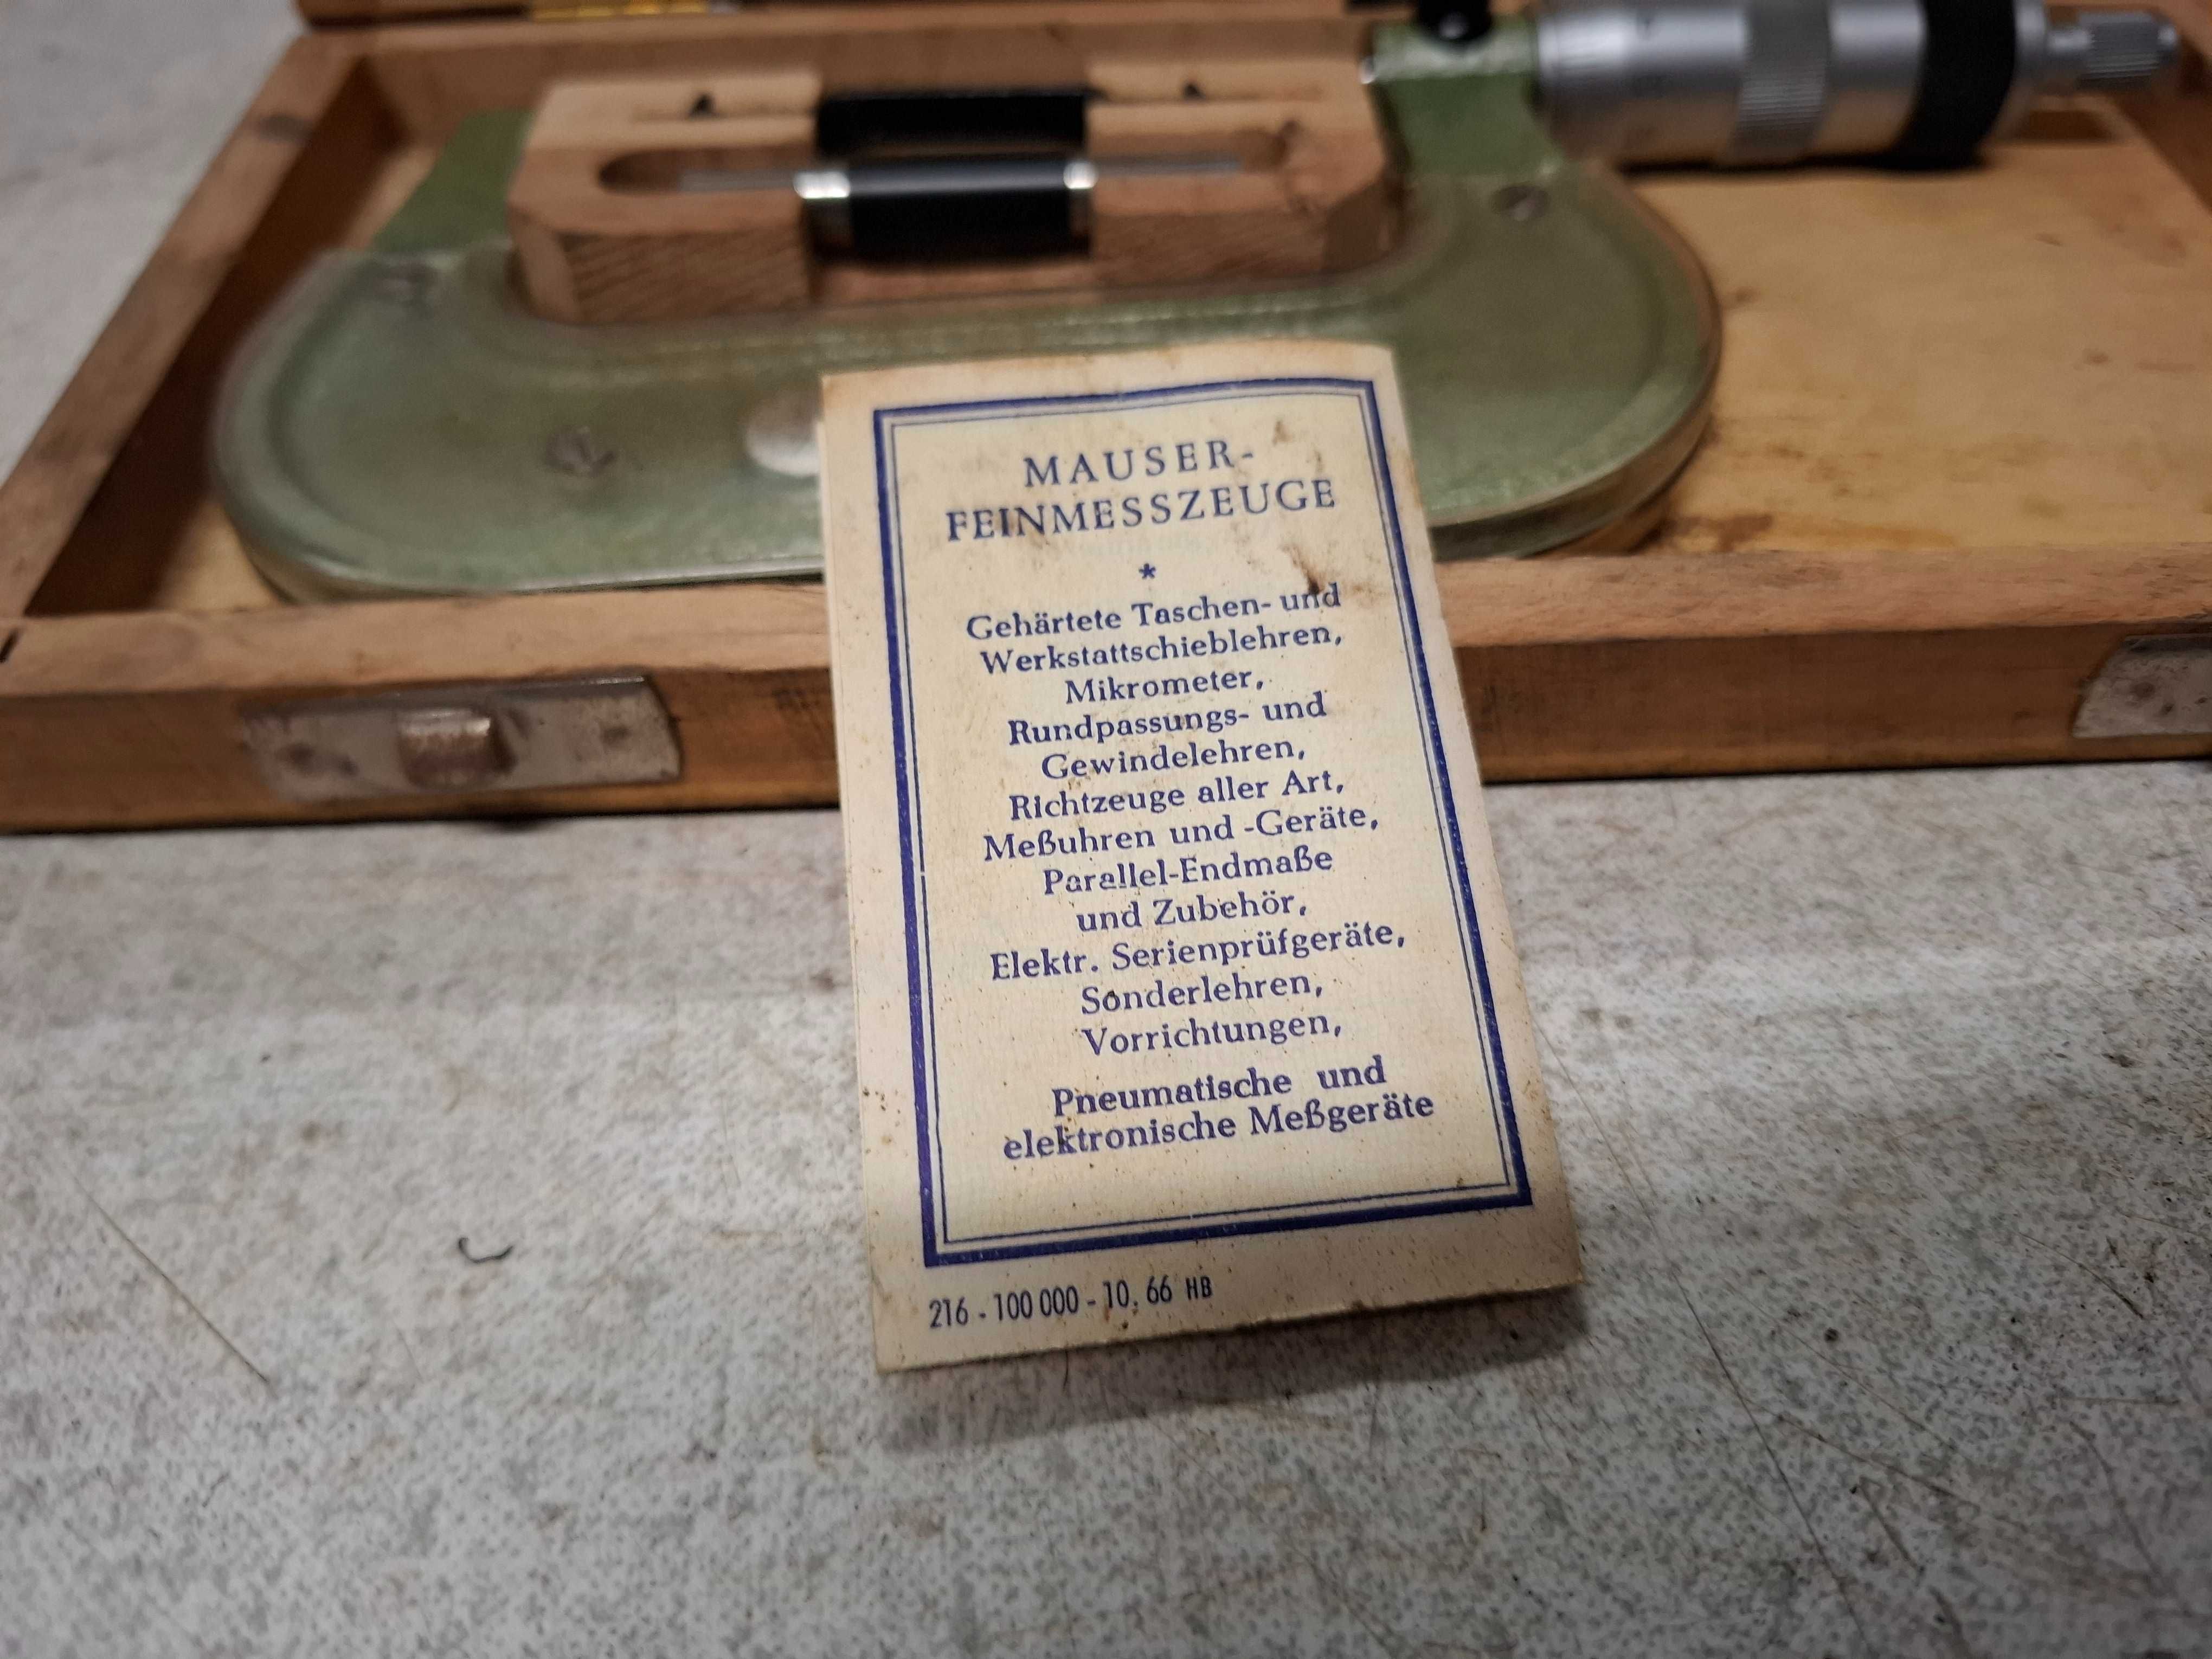 MAUSER-
FEINMESSZEUGE
*
Gehärtete Taschen- und
Werkstattschieblehren,
Mikrometer,
Rundpassungs- und
Gewindelehren,
Richtzeuge aller Art,
Meßuhren und -Geräte,
Parallel-Endmaße
und Zubehör,
Elektr. Serienprüfgeräte,
Sonderlehren,
Vorrichtungen,
Pneumatische und
elektronische Meßgeräte
216 - 100 000 - 10. 66 HB